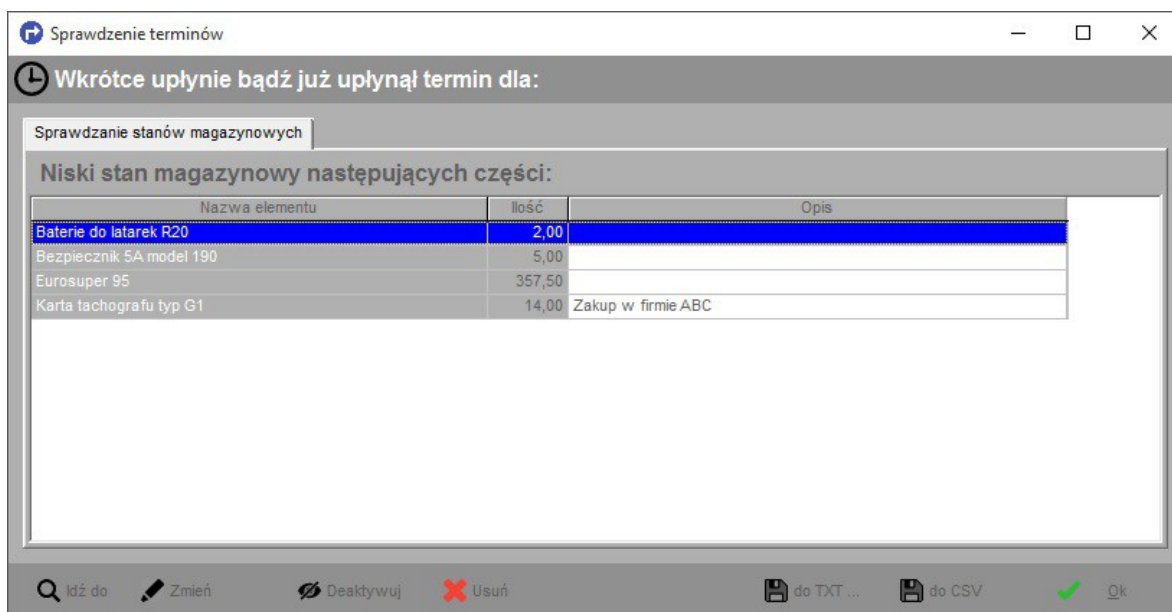 Sprawdzenie terminów
Wkrótce upłynie bądź już upłynął termin dla:
Sprawdzanie stanów magazynowych
Niski stan magazynowy następujących części:
Nazwa elementu Ilość Opis
Baterie do latarek R20 2,00
Bezpiecznik 5A model 190 5,00
Eurosuper 95 357,50
Karta tachografu typ G1 14,00 Zakup w firmie ABC
Idź do Zmień Deaktywuj Usuń do TXT ... do CSV Ok